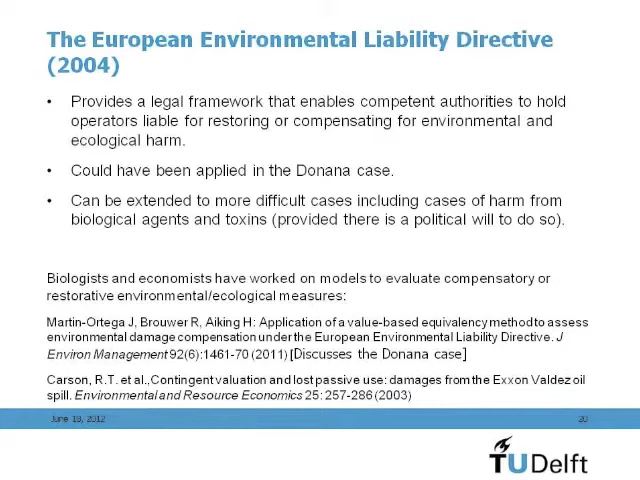 The European Environmental Liability Directive
(2004)
• Provides a legal framework that enables competent authorities to hold
operators liable for restoring or compensating for environmental and
ecological harm.
• Could have been applied in the Donana case.
• Can be extended to more difficult cases including cases of harm from
biological agents and toxins (provided there is a political will to do so).
Biologists and economists have worked on models to evaluate compensatory or
restorative environmental/ecological measures:
Martin-Ortega J, Brouwer R, Aiking H: Application of a value-based equivalency method to assess
environmental damage compensation under the European Environmental Liability Directive. J
Environ Management 92(6):1461-70 (2011) [Discusses the Donana case]
Carson, R.T. et al.,Contingent valuation and lost passive use: damages from the Exxon Valdez oil
spill. Environmental and Resource Economics 25: 257-286 (2003)
June 19, 2012 20
TU Delft